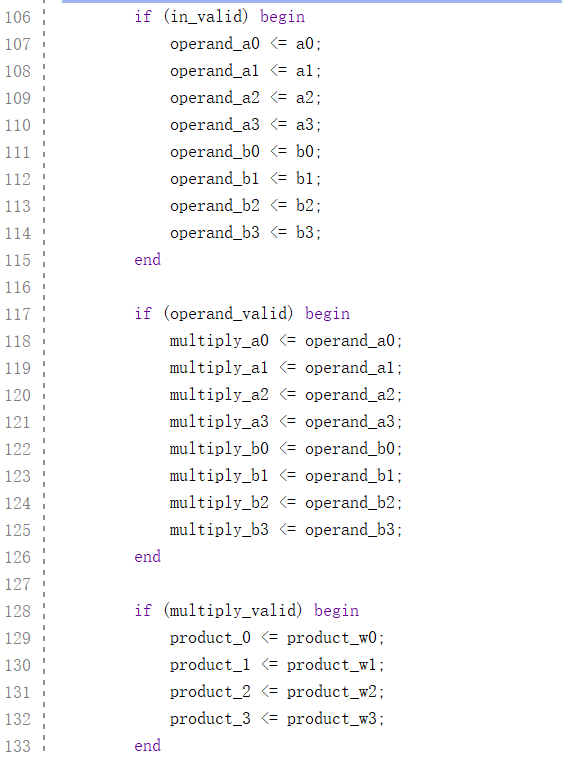 106 if (in_valid) begin
107 operand_a0 <= a0;
108 operand_a1 <= a1;
109 operand_a2 <= a2;
110 operand_a3 <= a3;
111 operand_b0 <= b0;
112 operand_b1 <= b1;
113 operand_b2 <= b2;
114 operand_b3 <= b3;
115 end
116
117 if (operand_valid) begin
118 multiply_a0 <= operand_a0;
119 multiply_a1 <= operand_a1;
120 multiply_a2 <= operand_a2;
121 multiply_a3 <= operand_a3;
122 multiply_b0 <= operand_b0;
123 multiply_b1 <= operand_b1;
124 multiply_b2 <= operand_b2;
125 multiply_b3 <= operand_b3;
126 end
127
128 if (multiply_valid) begin
129 product_0 <= product_w0;
130 product_1 <= product_w1;
131 product_2 <= product_w2;
132 product_3 <= product_w3;
133 end